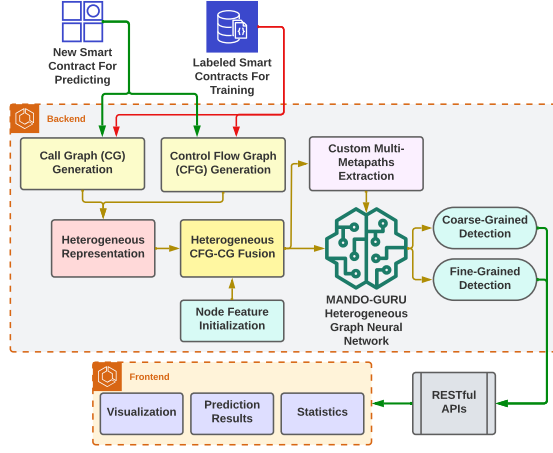 New Smart
Contract For
Predicting
Labeled Smart
Contracts For
Training
Backend
Call Graph (CG)
Generation
Control Flow Graph
(CFG) Generation
Custom Multi-
Metapaths
Extraction
Heterogeneous
Representation
Heterogeneous
CFG-CG Fusion
Coarse-Grained
Detection
Fine-Grained
Detection
Node Feature
Initialization
MANDO-GURU
Heterogeneous
Graph Neural
Network
Frontend
Visualization
Prediction
Results
Statistics
RESTful
APIs